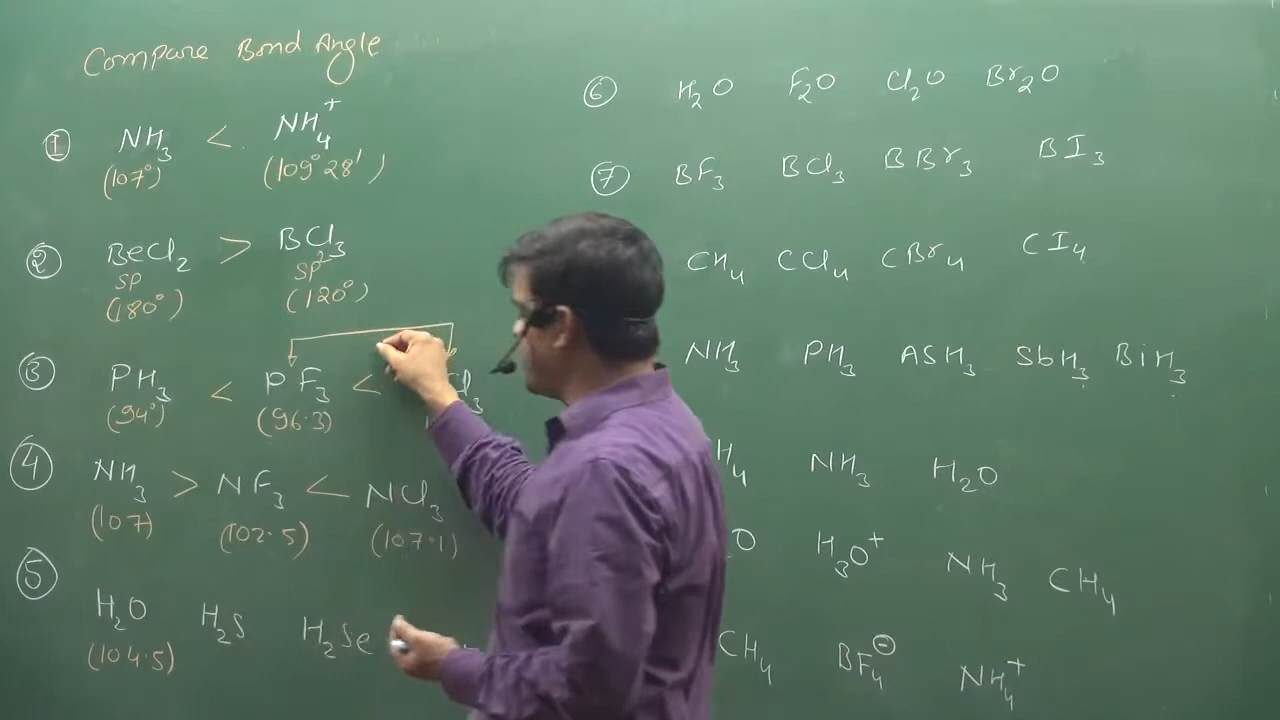 Compare Bond Angle
① NH₃ < NH₄⁺
(107°) (109°28')
② BeCl₂ > BCl₃
sp sp²
(180°) (120°)
③ PH₃ < PF₃ <
(94°) (96.3)
④ NH₃ > NF₃ < NCl₃
(107) (102.5) (107.1)
⑤
H₂O H₂S H₂Se
(104.5)
⑥ H₂O F₂O Cl₂O Br₂O
⑦ BF₃ BCl₃ BBr₃ BI₃
CH₄ CCl₄ CBr₄ CI₄
NH₃ PH₃ ASH₃ SbH₃ BiH₃
NH₃ H₂O
H₃O⁺ NH₃ CH₄
CH₄ BF₄⊖ NH₄⁺